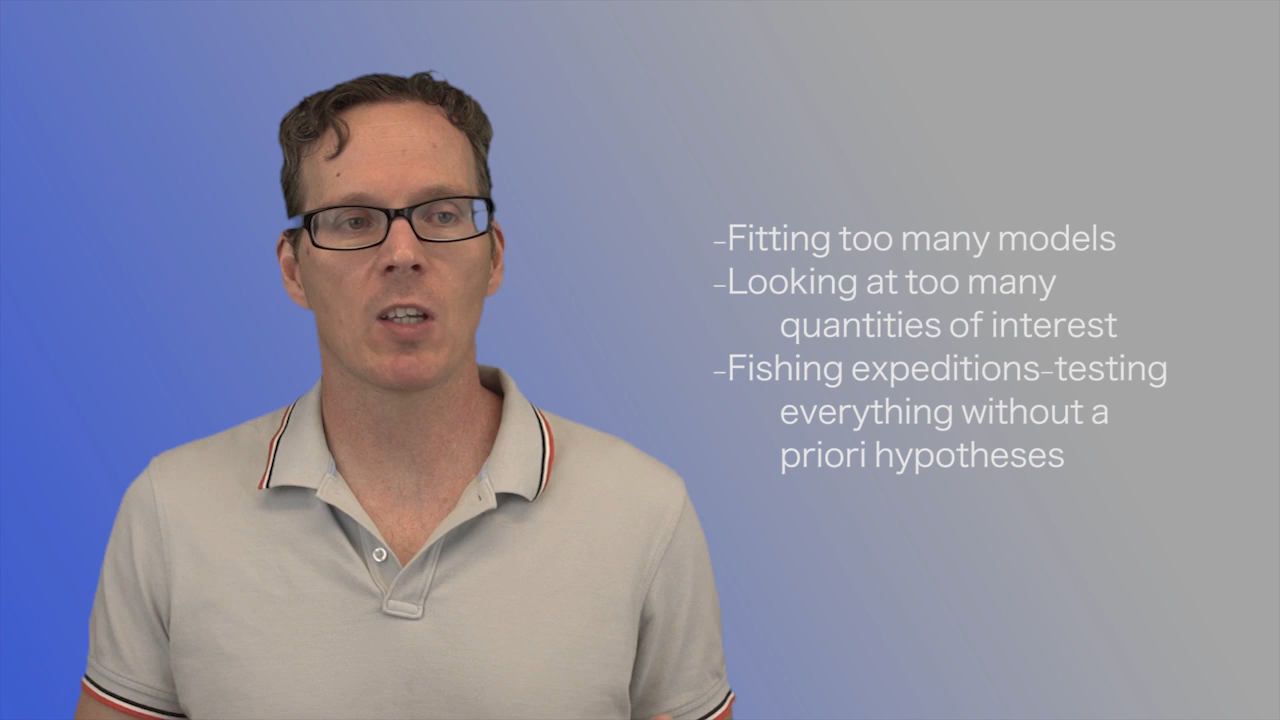 -Fitting too many models
-Looking at too many
quantities of interest
-Fishing expeditions-testing
everything without a
priori hypotheses